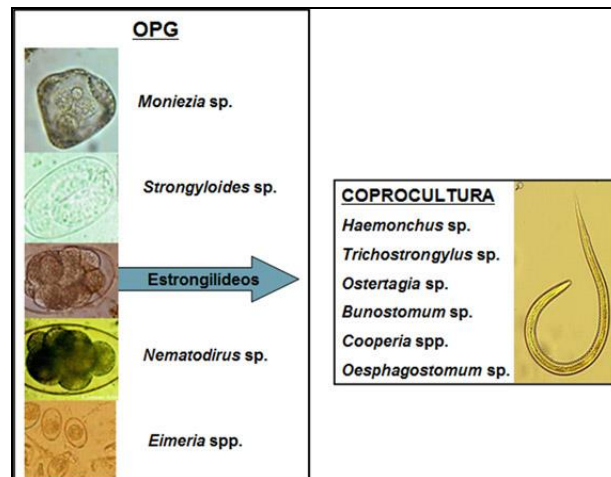 OPG
Moniezia sp.
Strongyloides sp.
Estrongilideos
Nematodirus sp.
Eimeria spp.
COPROCULTURA
Haemonchus sp.
Trichostrongylus sp.
Ostertagia sp.
Bunostomum sp.
Cooperia spp.
Oesphagostomum sp.